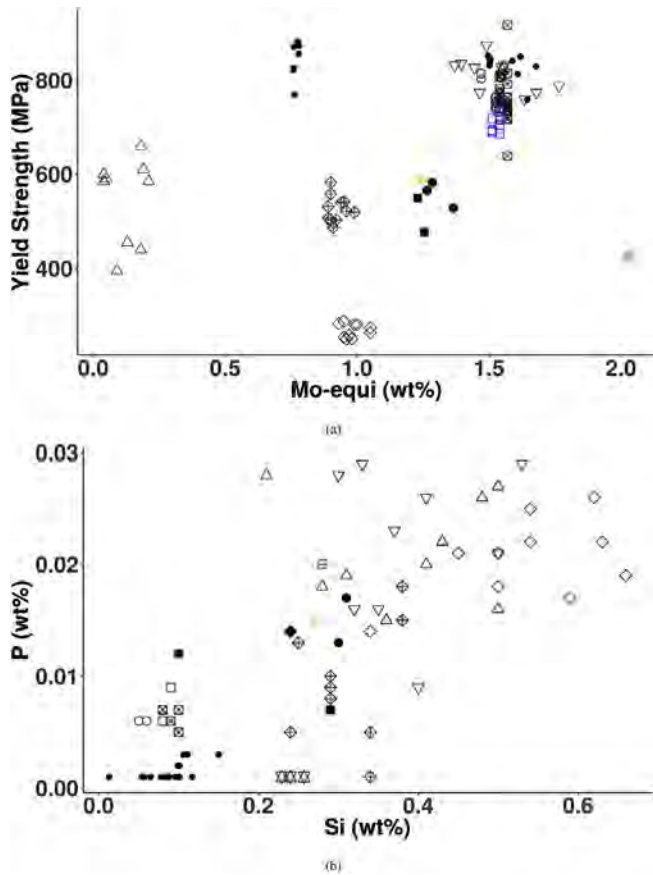 Yield Strength (MPa)
800
600
400
0.0 0.5 1.0 1.5 2.0
Mo-equi (wt%)
(a)
P (wt%)
0.03
0.02
0.01
0.00
0.0 0.2 0.4 0.6
Si (wt%)
(b)